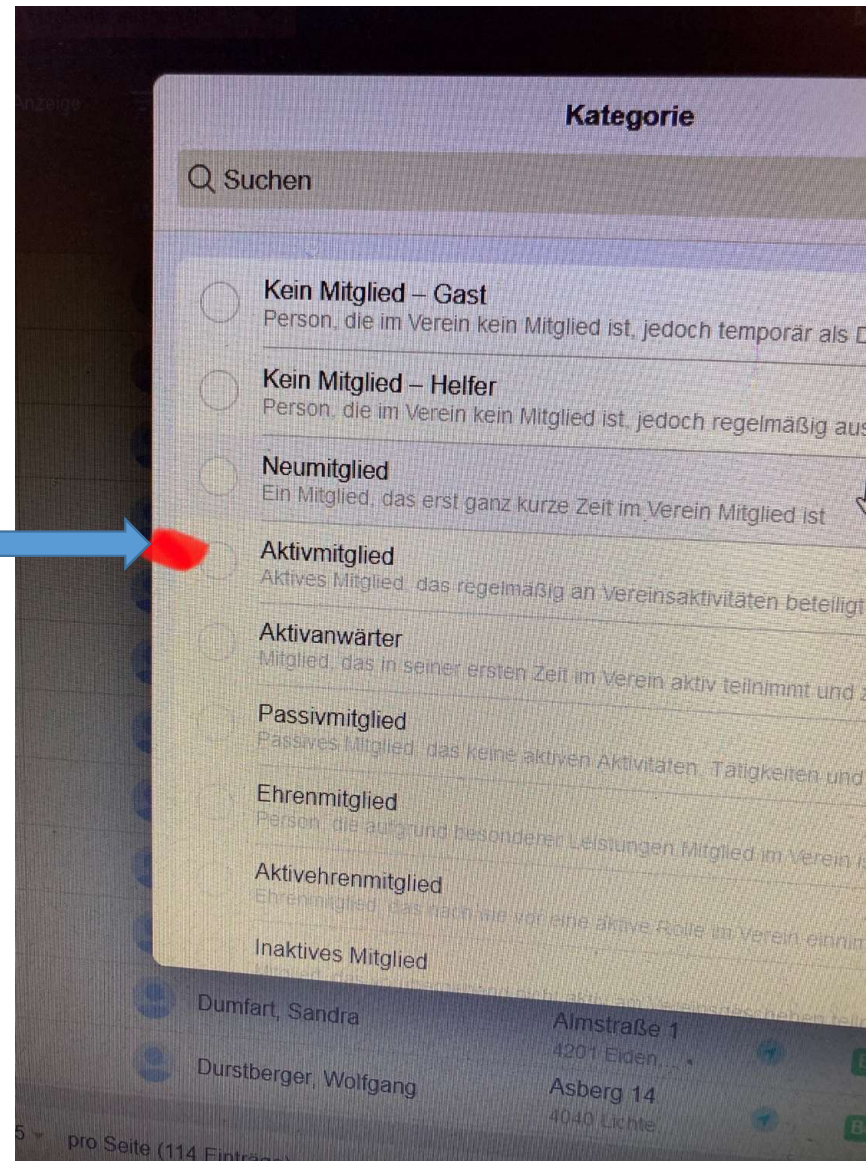 Anzeige
Kategorie
Suchen
Kein Mitglied – Gast
Person, die im Verein kein Mitglied ist, jedoch temporär als
Kein Mitglied – Helfer
Person, die im Verein kein Mitglied ist, jedoch regelmäßig aus
Neumitglied
Ein Mitglied, das erst ganz kurze Zeit im Verein Mitglied ist
Aktivmitglied
Aktives Mitglied, das regelmäßig an Vereinsaktivitäten beteiligt
Aktivanwärter
Mitglied, das in seiner ersten Zeit im Verein aktiv teilnimmt und
Passivmitglied
Passives Mitglied, das keine aktiven Aktivitäten, Tätigkeiten und
Ehrenmitglied
Person, die aufgrund besonderer Leistungen Mitglied im Verein
Aktivehrenmitglied
Ehrenmitglied, das nach wie vor eine aktive Rolle im Verein einnim
Inaktives Mitglied
Dumfart, Sandra Almstraße 1
4201 Eiden...
Durstberger, Wolfgang Asberg 14
4040 Lichte
5 pro Seite (114 Einträge)